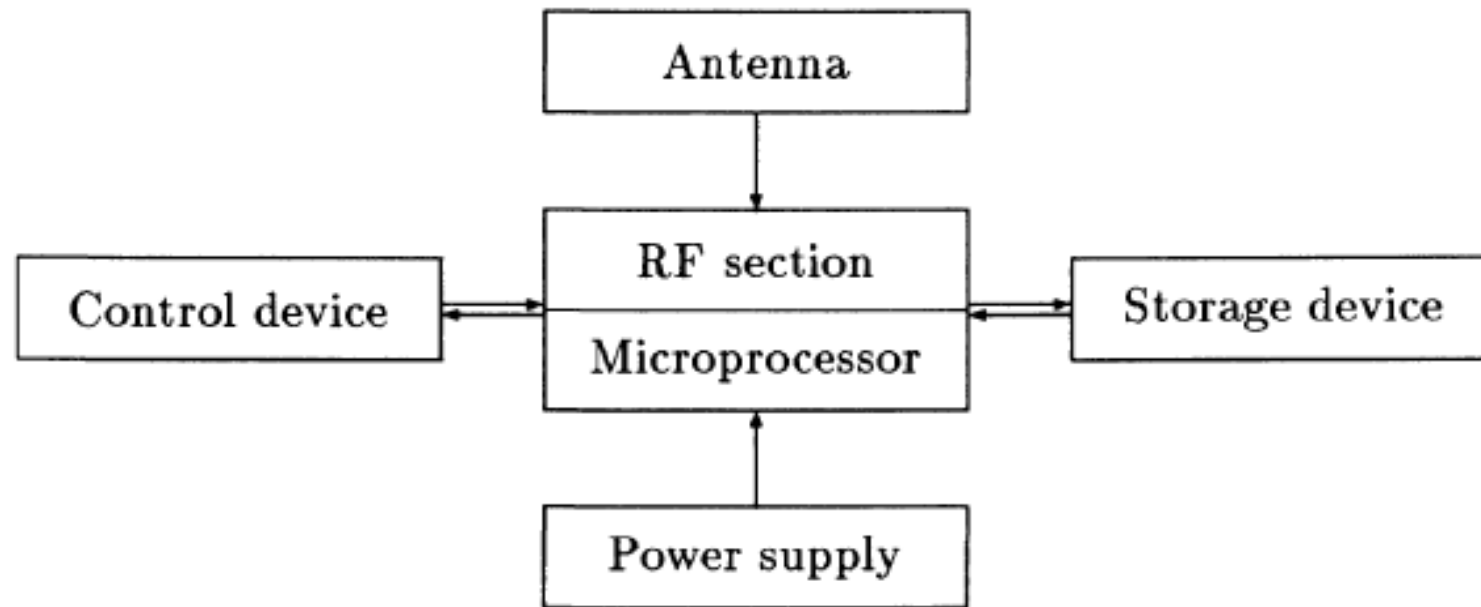 Antenna
RF section
Control device
Storage device
Microprocessor
Power supply